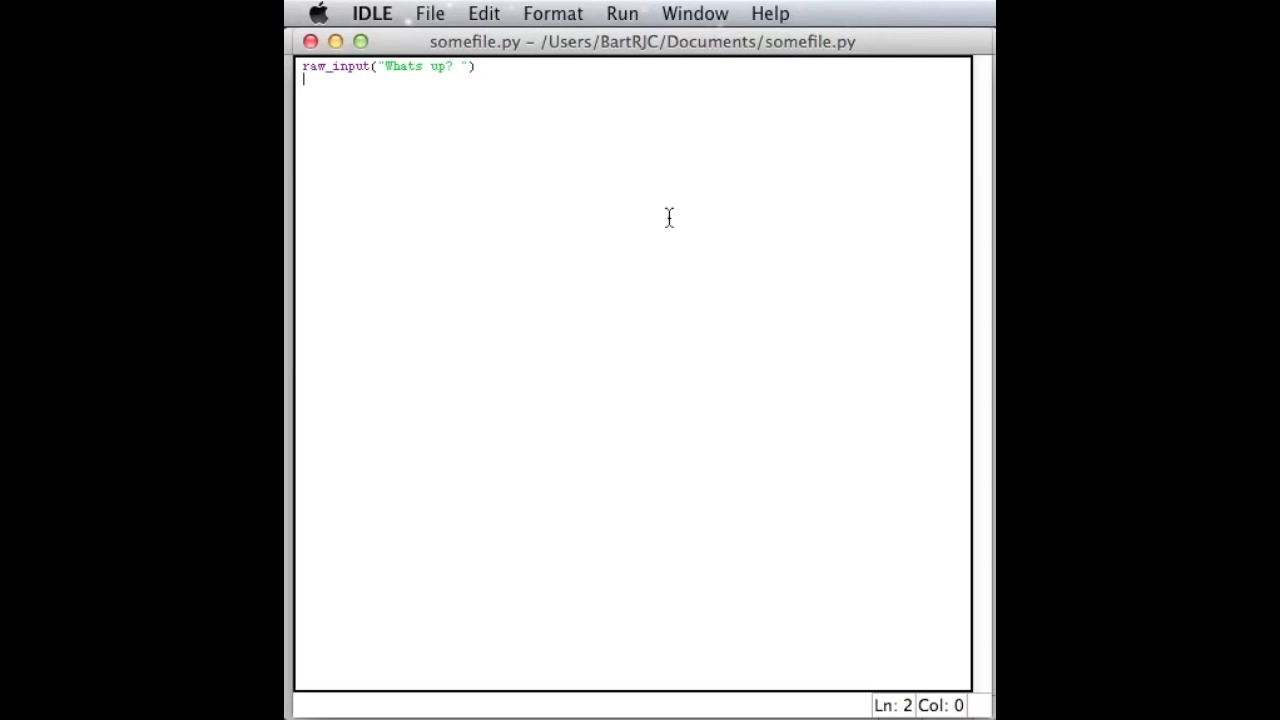 IDLE File Edit Format Run Window Help
somefile.py – /Users/BartRJC/Documents/somefile.py
raw_input("Whats up? ")
Ln: 2 Col: 0